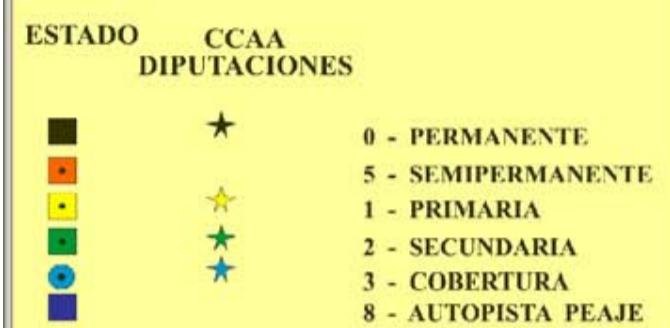 ESTADO CCAA
DIPUTACIONES
0 - PERMANENTE
5 - SEMIPERMANENTE
1 - PRIMARIA
2 - SECUNDARIA
3 - COBERTURA
8 - AUTOPISTA PEAJE